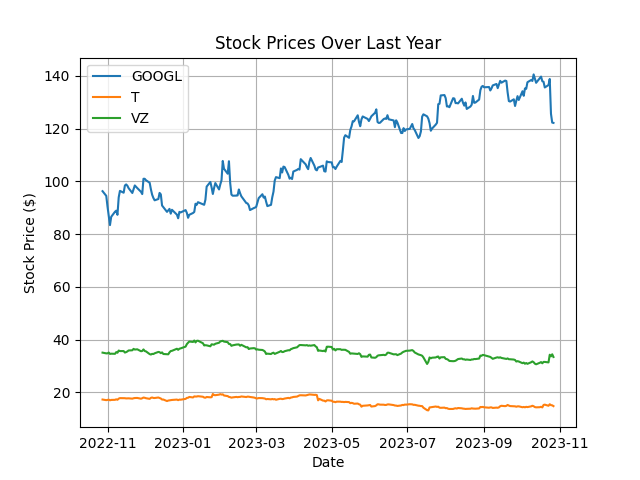 Stock Prices Over Last Year
GOOGL
T
VZ
Stock Price ($)
140
120
100
80
60
40
20
2022-11 2023-01 2023-03 2023-05 2023-07 2023-09 2023-11
Date